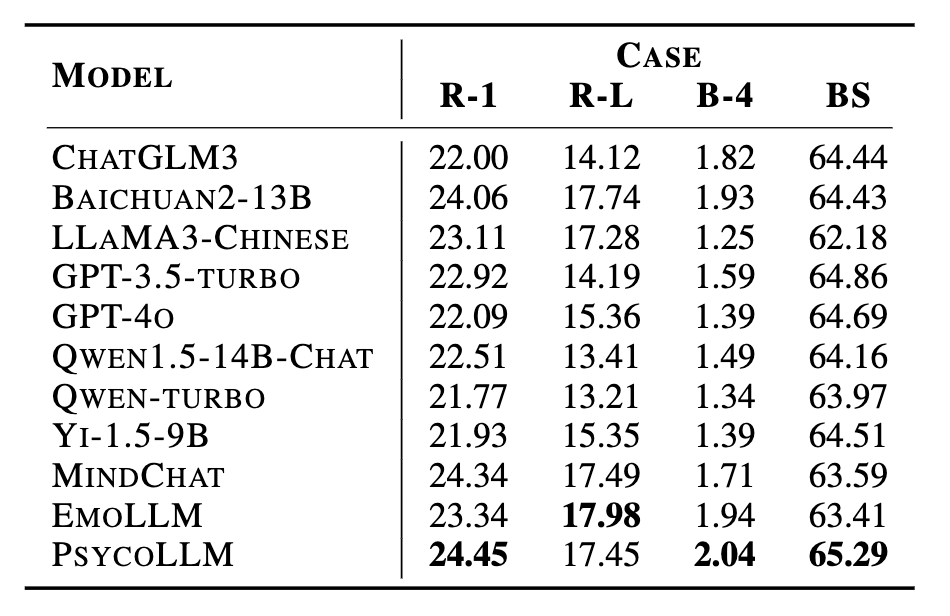 MODEL CASE
R-1 R-L B-4 BS
CHATGLM3 22.00 14.12 1.82 64.44
BAICHUAN2-13B 24.06 17.74 1.93 64.43
LLAMA3-CHINESE 23.11 17.28 1.25 62.18
GPT-3.5-TURBO 22.92 14.19 1.59 64.86
GPT-4O 22.09 15.36 1.39 64.69
QWEN1.5-14B-CHAT 22.51 13.41 1.49 64.16
QWEN-TURBO 21.77 13.21 1.34 63.97
YI-1.5-9B 21.93 15.35 1.39 64.51
MINDCHAT 24.34 17.49 1.71 63.59
EMOLLM 23.34 17.98 1.94 63.41
PSYCOLLM 24.45 17.45 2.04 65.29